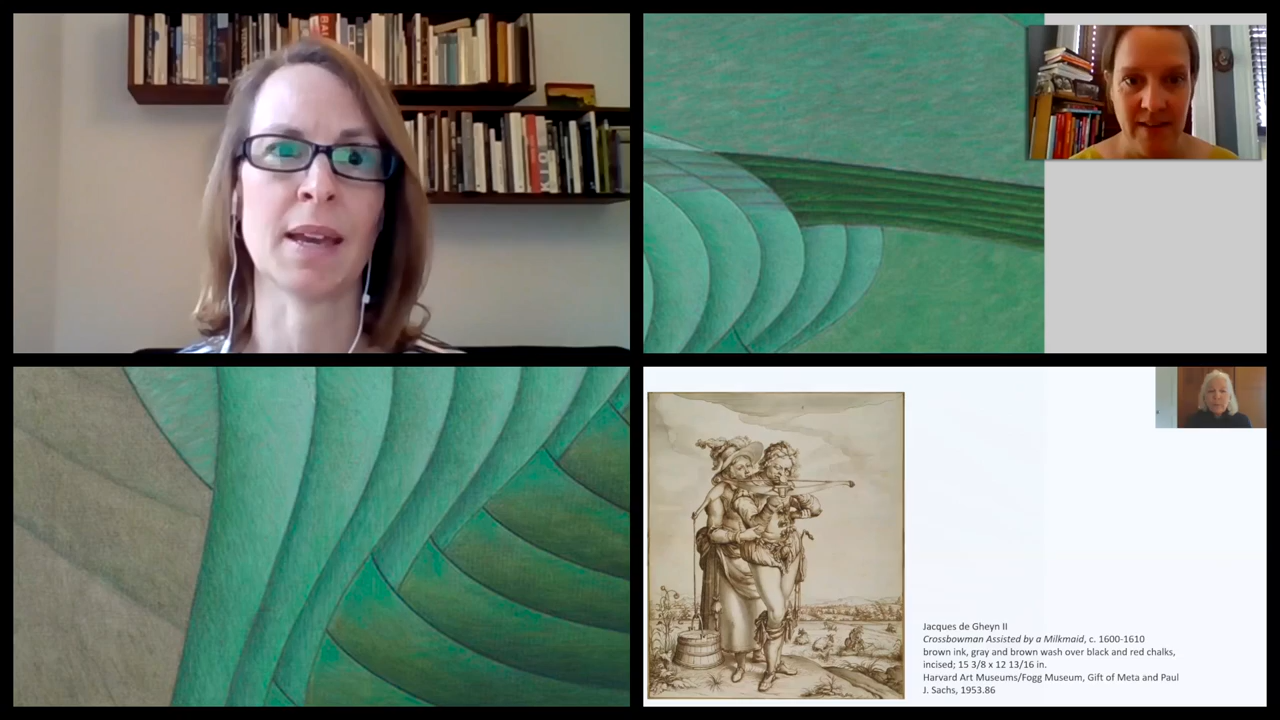 Jacques de Gheyn II
Crossbowman Assisted by a Milkmaid, c. 1600-1610
brown ink, gray and brown wash over black and red chalks,
incised; 15 3/8 x 12 13/16 in.
Harvard Art Museums/Fogg Museum, Gift of Meta and Paul
J. Sachs, 1953.86